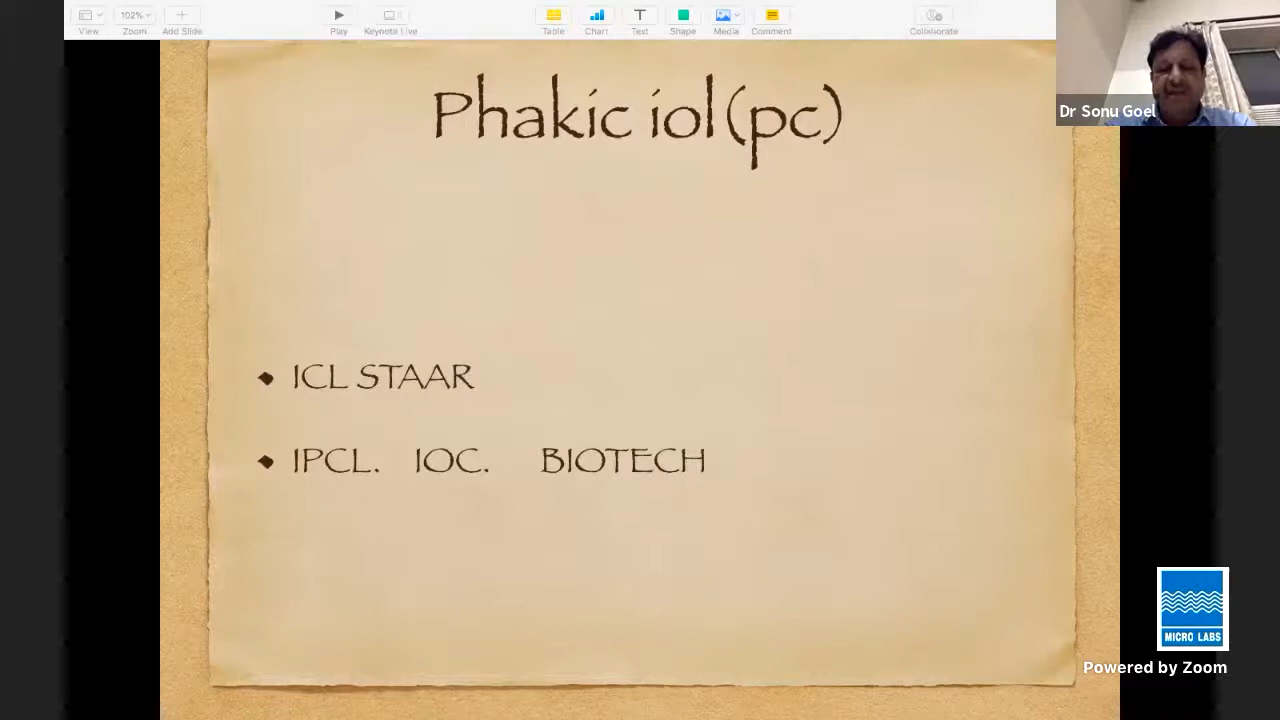 View
Zoom
Add Slide
Play
Keynote Live
Table
Chart
Text
Shape
Media
Comment
Collaborate
102%
Dr Sonu Goel
Phakic iol(pc)
ICL STAAR
IPCL. IOC. BIOTECH
MICRO LABS
Powered by Zoom